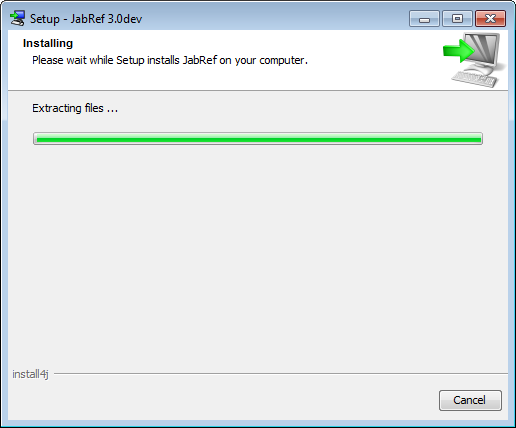 Setup - JabRef 3.0dev
Installing
Please wait while Setup installs JabRef on your computer.
Extracting files ...
install4j
Cancel